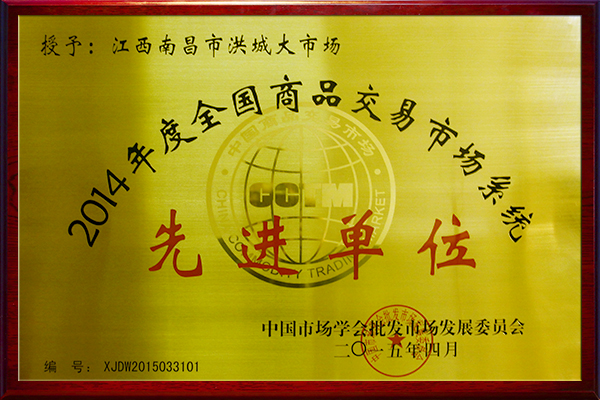 授予：江西南昌市洪城大市场
2014年度全国商品交易市场系统
CCTM
先进单位
中国市场学会批发市场发展委员会
二〇一五年四月
编 号：XJDW2015033101